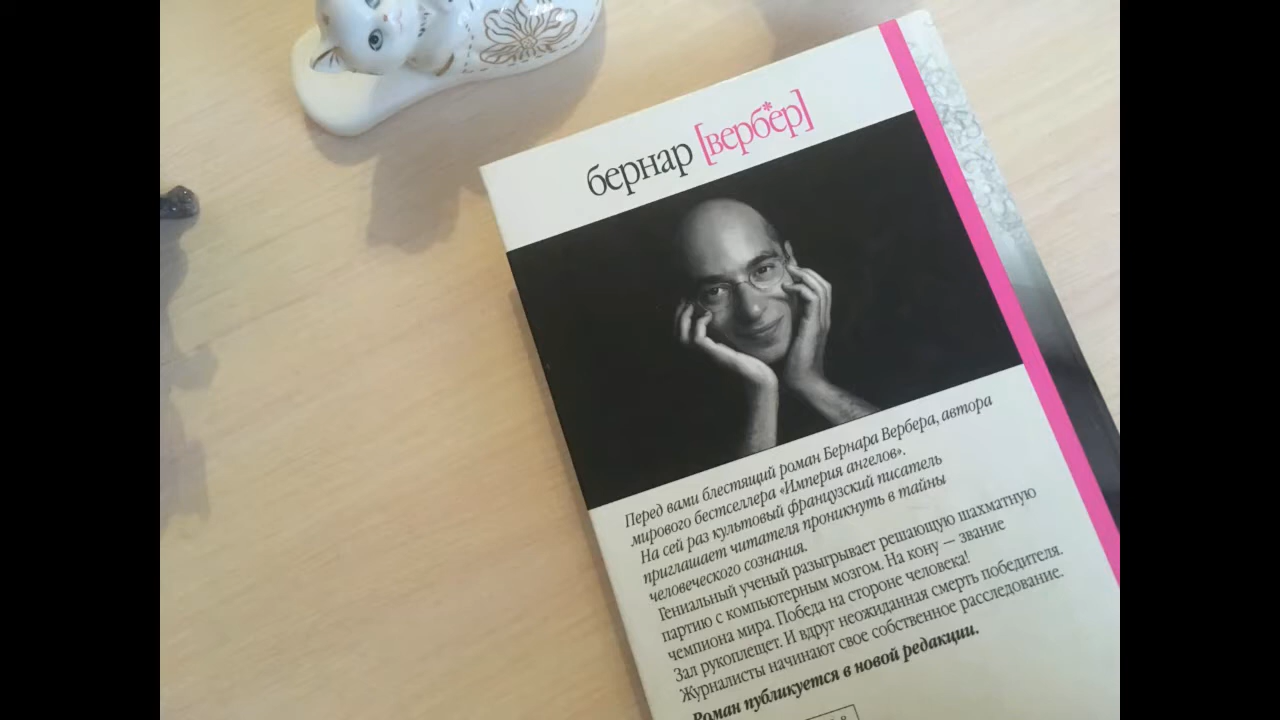 бернар [верб*ер]
Перед вами блестящий роман Бернара Вербера, автора
мирового бестселлера «Империя ангелов».
На сей раз культовый французский писатель
приглашает читателя проникнуть в тайны
человеческого сознания.
Гениальный ученый разыгрывает решающую шахматную
партию с компьютерным мозгом. На кону — звание
чемпиона мира. Победа на стороне человека!
Зал рукоплещет. И вдруг неожиданная смерть победителя.
Журналисты начинают свое собственное расследование.
Роман публикуется в новой редакции.